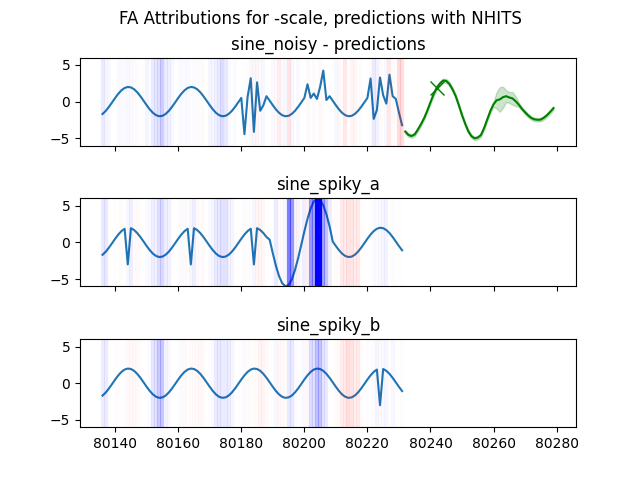 FA Attributions for -scale, predictions with NHITS
sine_noisy - predictions
5
0
−5
sine_spiky_a
5
0
−5
sine_spiky_b
5
0
−5
80140 80160 80180 80200 80220 80240 80260 80280